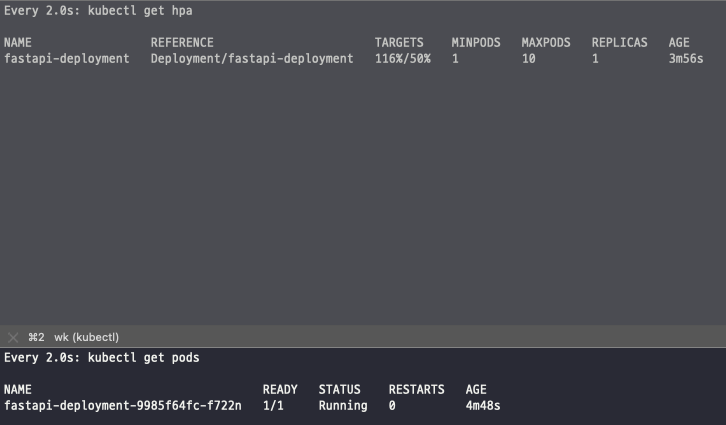 Every 2.0s: kubectl get hpa
NAME REFERENCE TARGETS MINPODS MAXPODS REPLICAS AGE
fastapi-deployment Deployment/fastapi-deployment 116%/50% 1 10 1 3m56s
⌘2 wk (kubectl)
Every 2.0s: kubectl get pods
NAME READY STATUS RESTARTS AGE
fastapi-deployment-9985f64fc-f722n 1/1 Running 0 4m48s